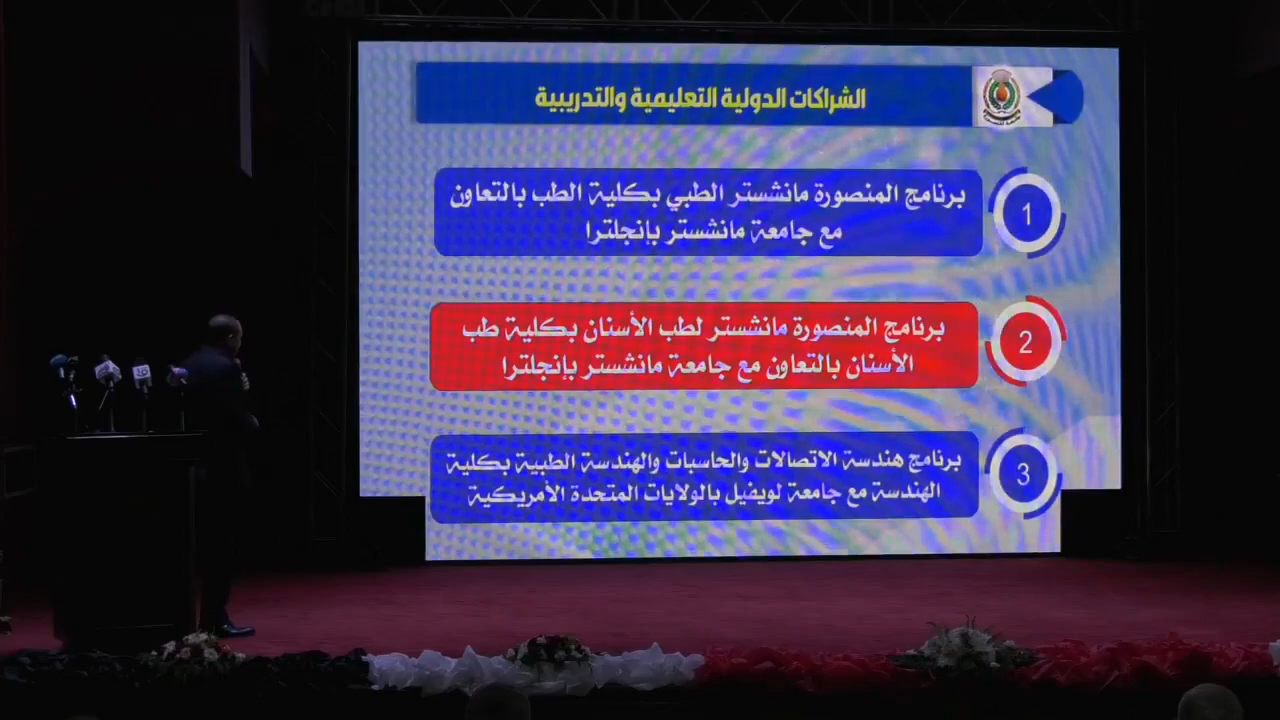 الشراكات الدولية التعليمية والتدريبية
1
برنامج المنصورة مانشستر الطبي بكلية الطب بالتعاون
مع جامعة مانشستر بإنجلترا
2
برنامج المنصورة مانشستر لطب الأسنان بكلية طب
الأسنان بالتعاون مع جامعة مانشستر بإنجلترا
3
برنامج هندسة الاتصالات والحاسبات والهندسة الطبية بكلية
الهندسة مع جامعة لويفيل بالولايات المتحدة الأمريكية